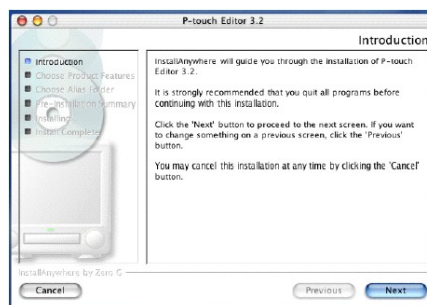 P-touch Editor 3.2
Introduction
Introduction
Choose Product Features
Choose Alias Folder
Pre-Installation Summary
Installing...
Install Complete
InstallAnywhere will guide you through the installation of P-touch
Editor 3.2.
It is strongly recommended that you quit all programs before
continuing with this installation.
Click the 'Next' button to proceed to the next screen. If you want
to change something on a previous screen, click the 'Previous'
button.
You may cancel this installation at any time by clicking the 'Cancel'
button.
InstallAnywhere by Zero G
Cancel
Previous
Next